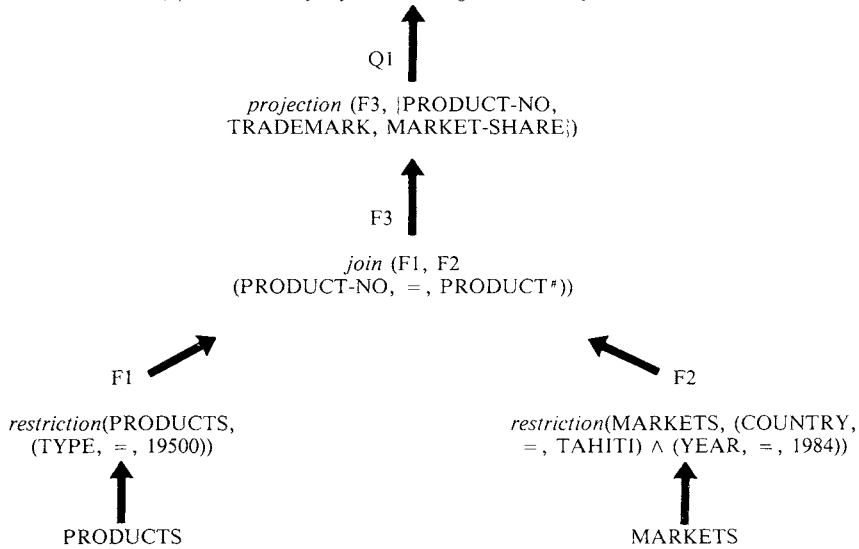 Q1
projection (F3, {PRODUCT-NO,
TRADEMARK, MARKET-SHARE})
F3
join (F1, F2
(PRODUCT-NO, =, PRODUCT#))
F1
F2
restriction(PRODUCTS,
(TYPE, =, 19500))
restriction(MARKETS, (COUNTRY,
=, TAHITI) ∧ (YEAR, =, 1984))
PRODUCTS
MARKETS